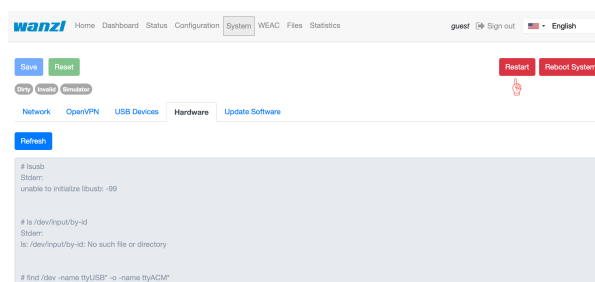 wanzl Home Dashboard Status Configuration System WEAC Files Statistics guest Sign out English
Save Reset Restart Reboot System
Dirty Invalid Simulator
Network OpenVPN USB Devices Hardware Update Software
Refresh
# lsusb
Stderr:
unable to initialize libusb: -99
# ls /dev/input/by-id
Stderr:
ls: /dev/input/by-id: No such file or directory
# find /dev -name ttyUSB* -o -name ttyACM*